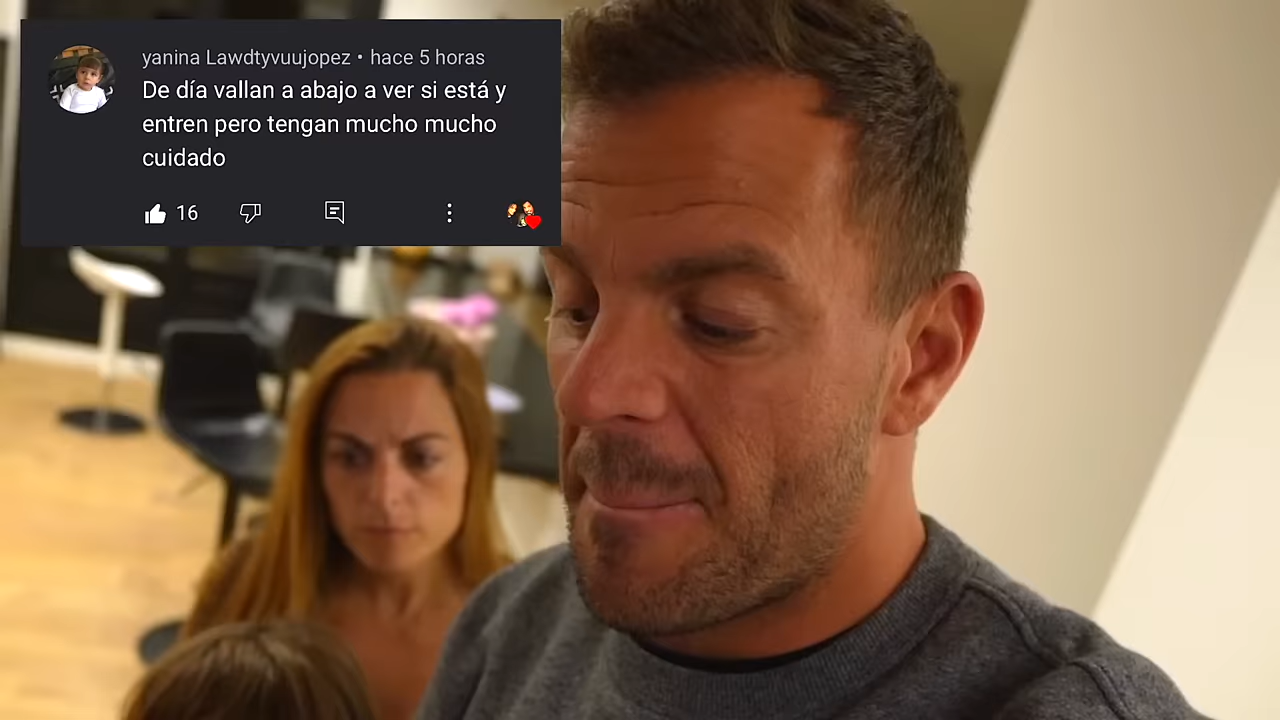 yanina Lawdtyvuujopez • hace 5 horas
De día vallan a abajo a ver si está y
entren pero tengan mucho mucho
cuidado
16